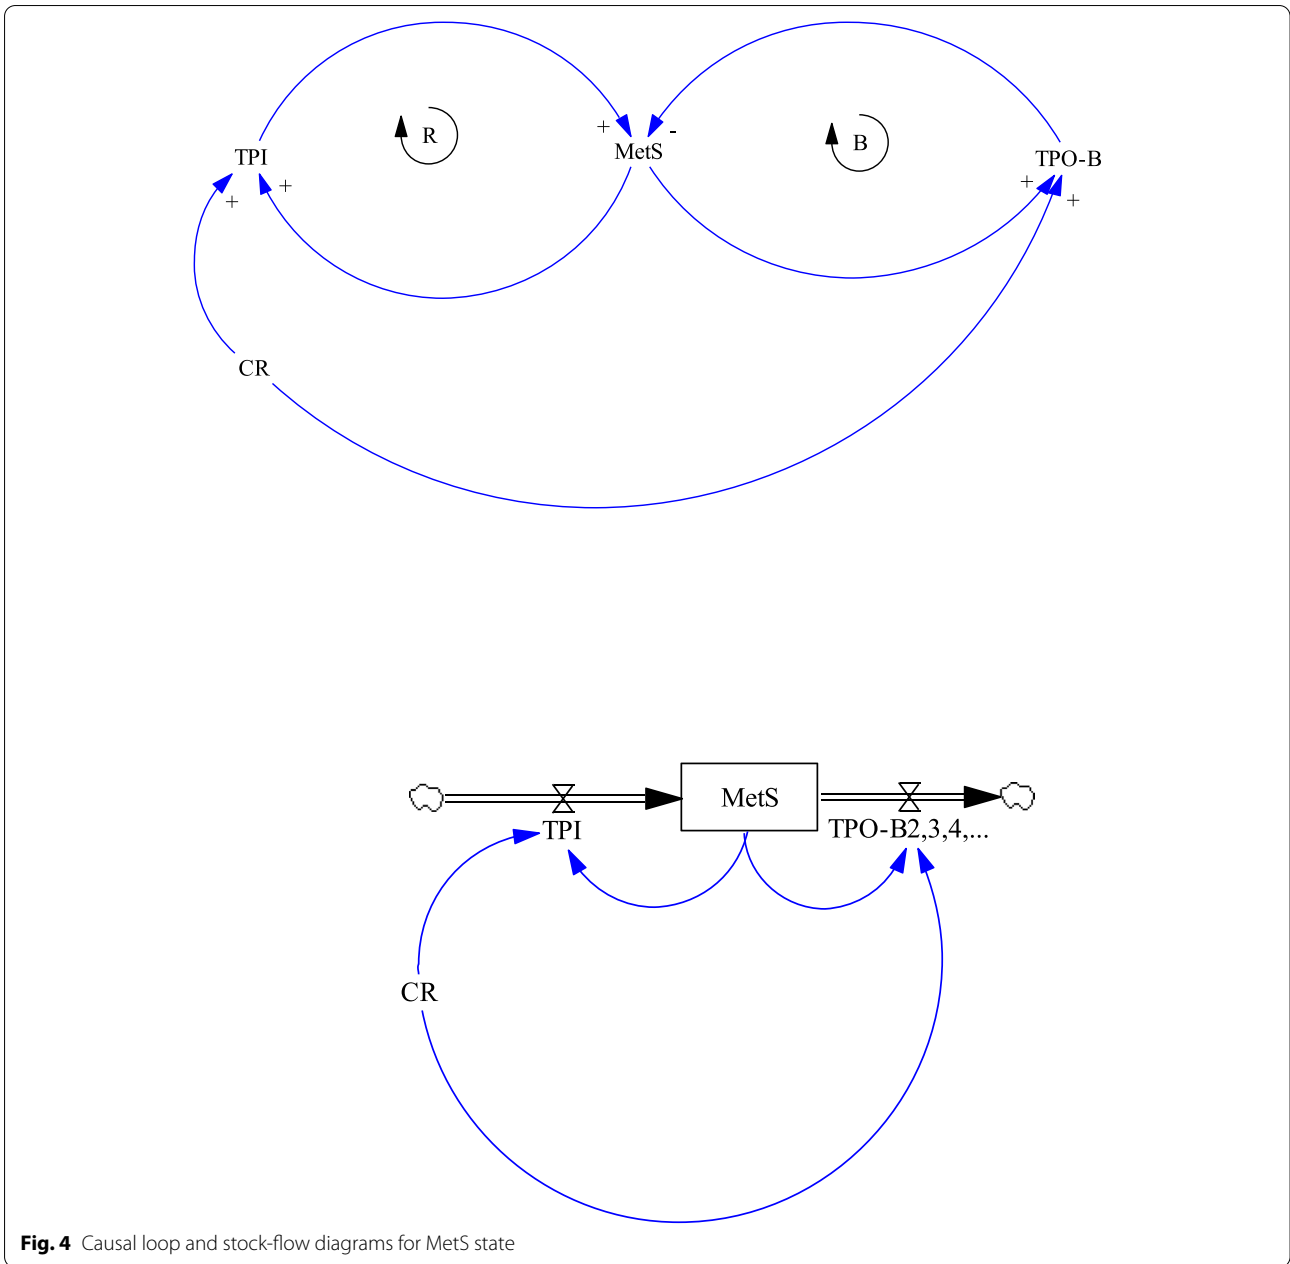 R
B
+
-
MetS
TPI
TPO-B
+
+
+
+
CR
MetS
TPI
TPO-B2,3,4,...
CR
Fig. 4 Causal loop and stock-flow diagrams for MetS state